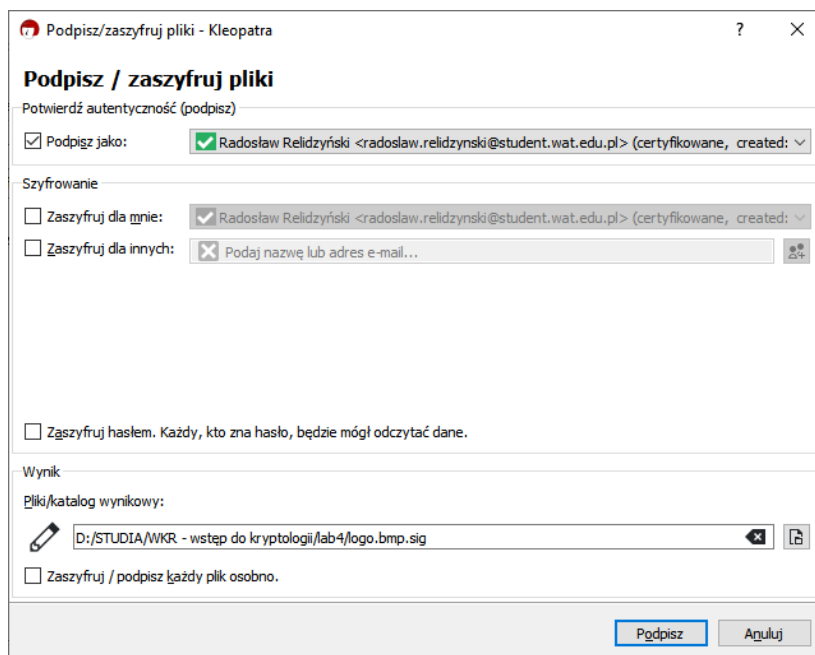 Podpisz/zaszyfruj pliki - Kleopatra
Podpisz / zaszyfruj pliki
Potwierdź autentyczność (podpis)
Podpisz jako: Radosław Relidzyński <radoslaw.relidzynski@student.wat.edu.pl> (certyfikowane, created:
Szyfrowanie
Zaszyfruj dla mnie: Radosław Relidzyński <radoslaw.relidzynski@student.wat.edu.pl> (certyfikowane, created:
Zaszyfruj dla innych: Podaj nazwę lub adres e-mail...
Zaszyfruj hasłem. Każdy, kto zna hasło, będzie mógł odczytać dane.
Wynik
Pliki/katalog wynikowy:
D:/STUDIA/WKR - wstęp do kryptologii/lab4/logo.bmp.sig
Zaszyfruj / podpisz każdy plik osobno.
Podpisz Anuluj